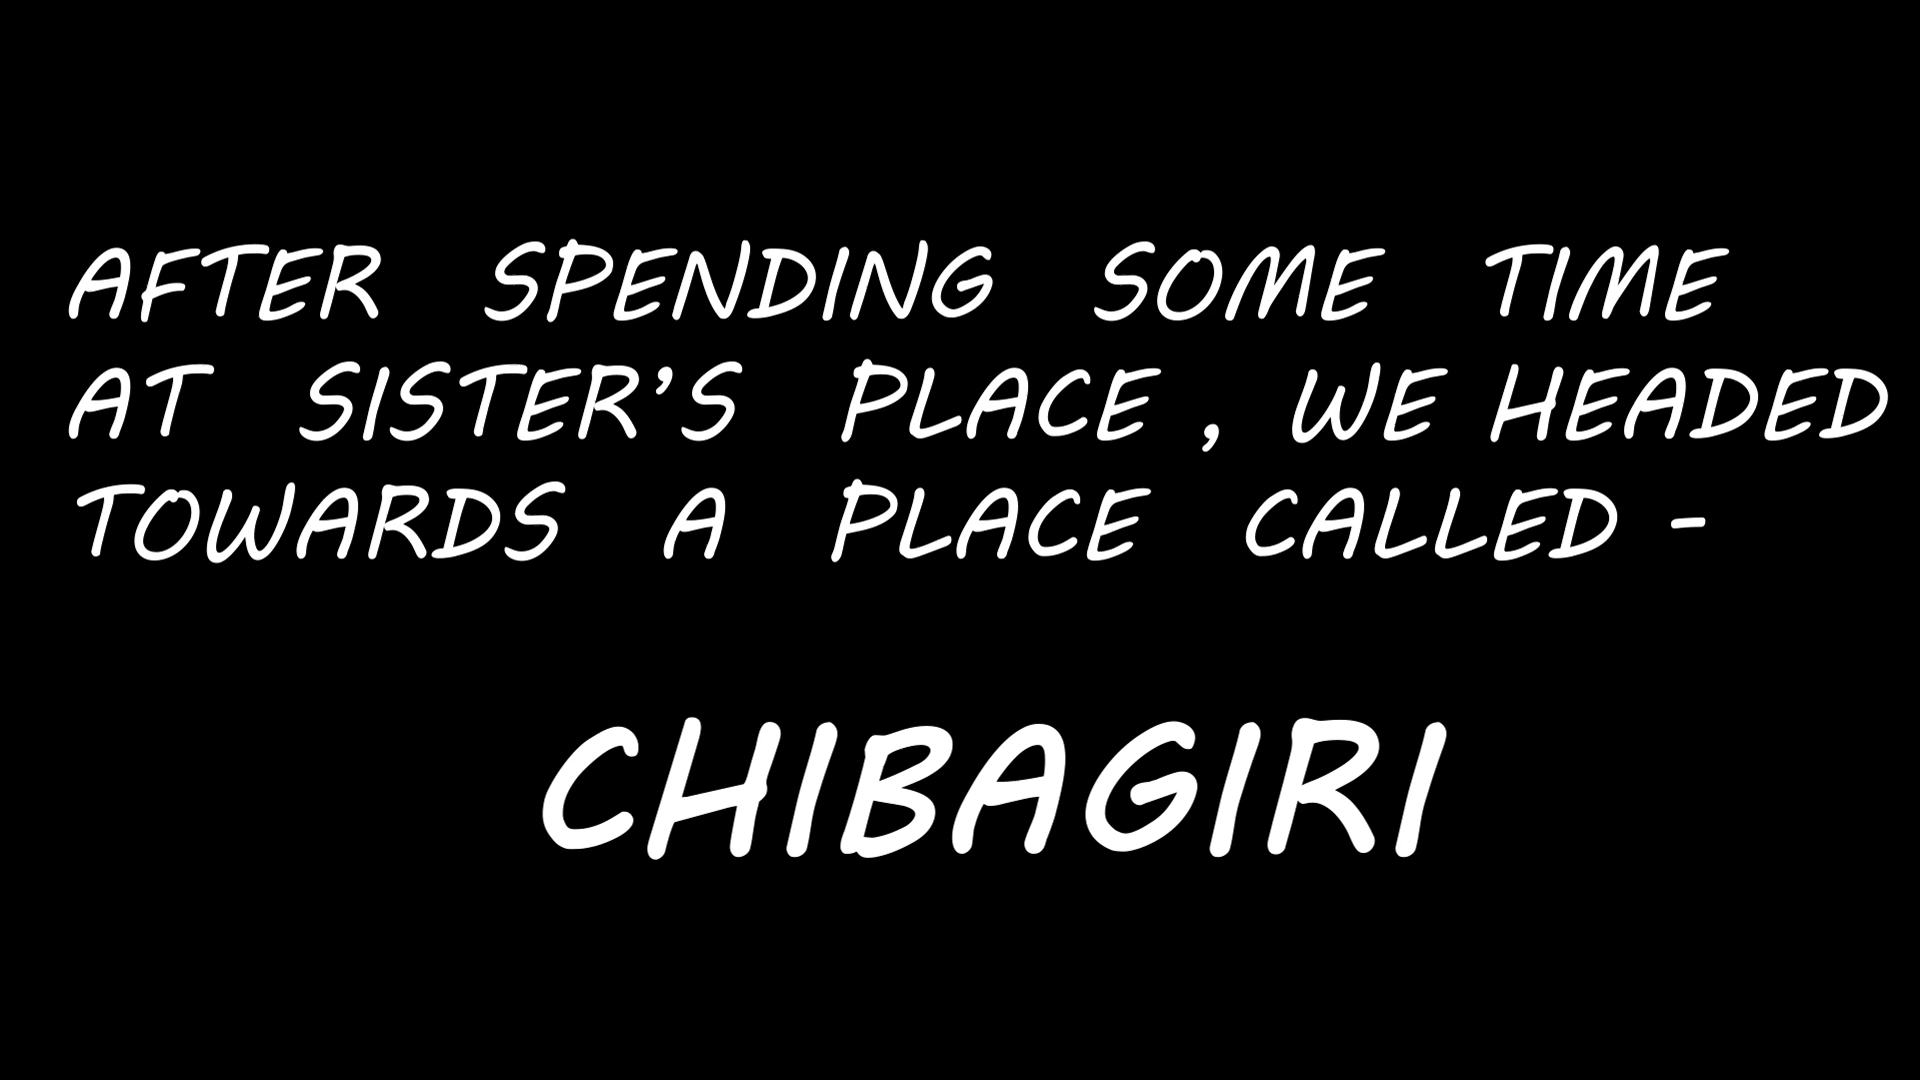 AFTER SPENDING SOME TIME
AT SISTER'S PLACE , WE HEADED
TOWARDS A PLACE CALLED -
CHIBAGIRI